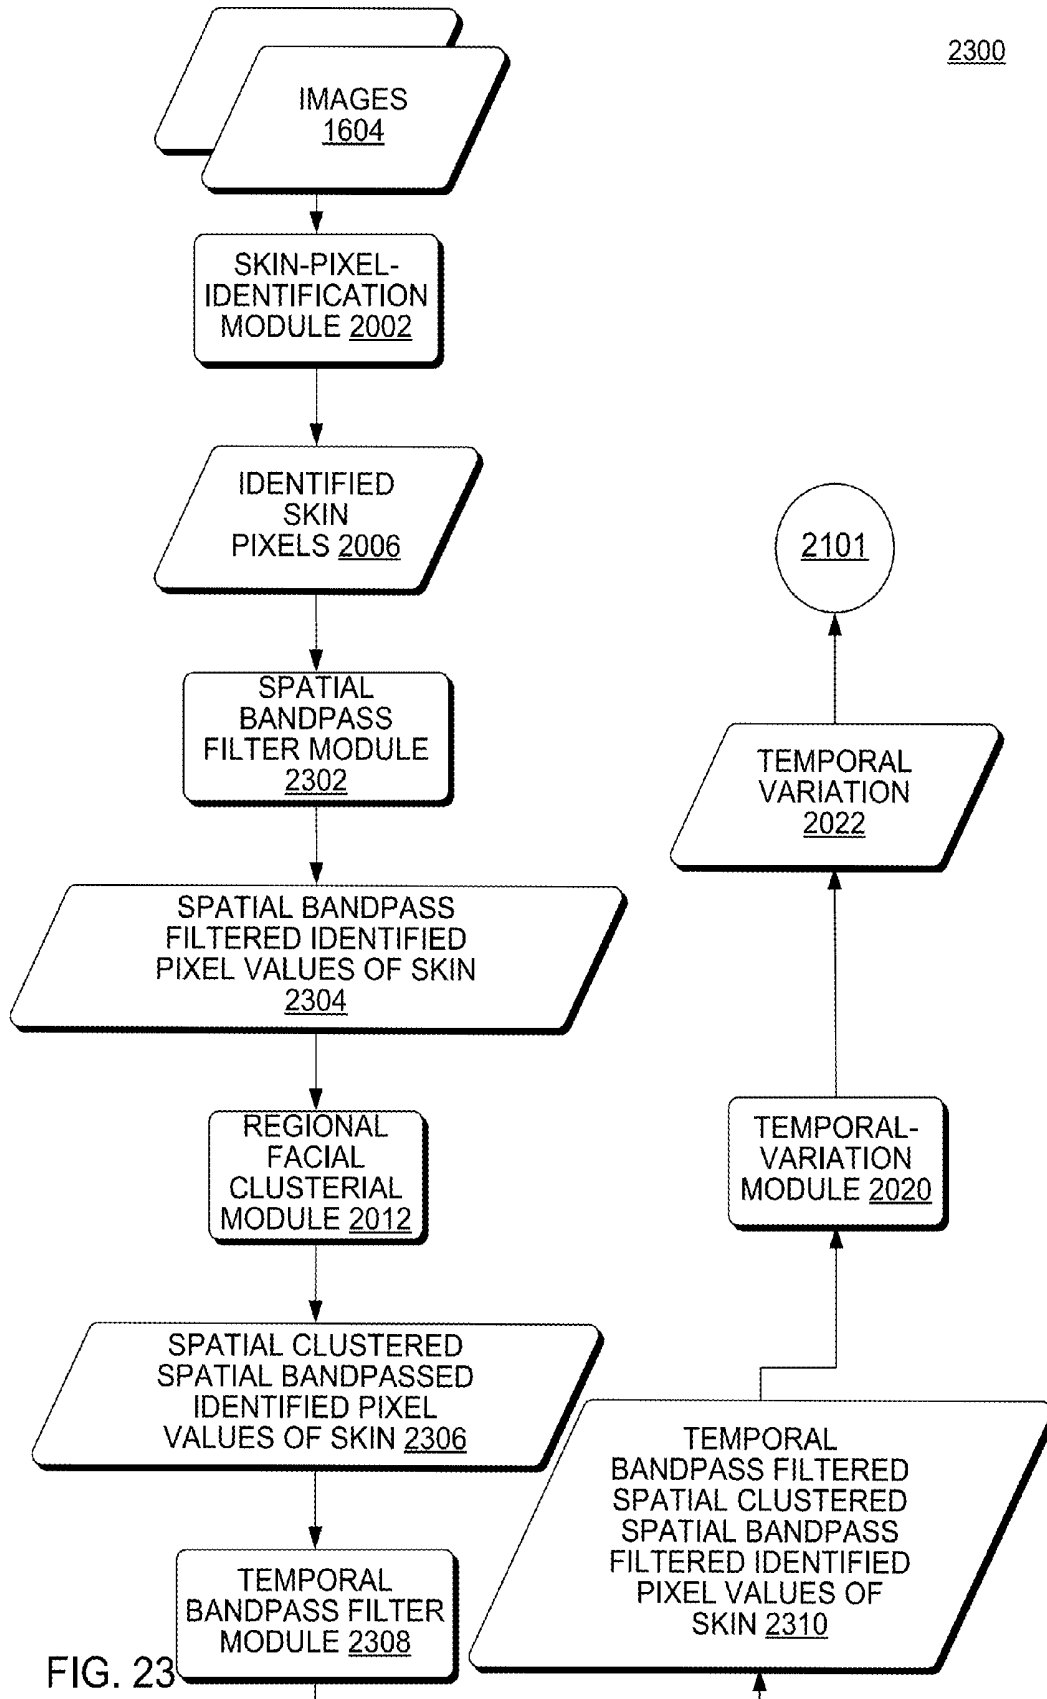 2300
IMAGES
1604
SKIN-PIXEL-
IDENTIFICATION
MODULE 2002
IDENTIFIED
SKIN
PIXELS 2006
SPATIAL
BANDPASS
FILTER MODULE
2302
SPATIAL BANDPASS
FILTERED IDENTIFIED
PIXEL VALUES OF SKIN
2304
REGIONAL
FACIAL
CLUSTERIAL
MODULE 2012
SPATIAL CLUSTERED
SPATIAL BANDPASSED
IDENTIFIED PIXEL
VALUES OF SKIN 2306
TEMPORAL
BANDPASS FILTER
MODULE 2308
TEMPORAL
BANDPASS FILTERED
SPATIAL CLUSTERED
SPATIAL BANDPASS
FILTERED IDENTIFIED
PIXEL VALUES OF
SKIN 2310
TEMPORAL-
VARIATION
MODULE 2020
TEMPORAL
VARIATION
2022
2101
FIG. 23